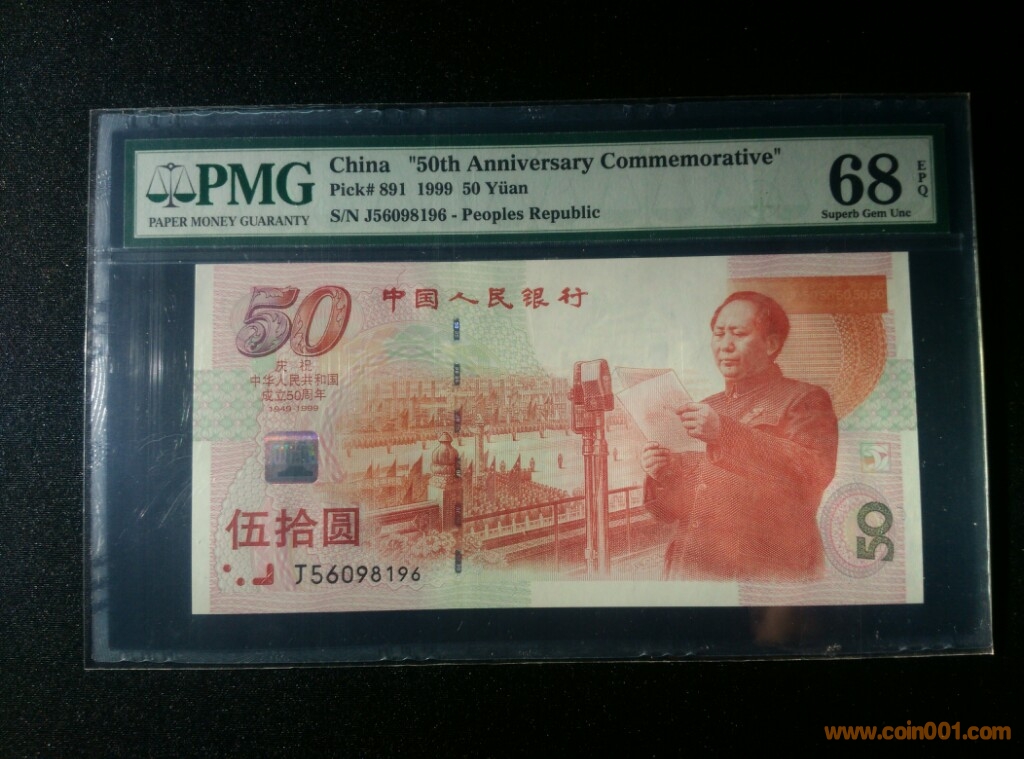 PMG
PAPER MONEY GUARANTY
China "50th Anniversary Commemorative"
Pick# 891 1999 50 Yüan
S/N J56098196 - Peoples Republic
68
EPQ
Superb Gem Unc
50
中国人民银行
庆祝
中华人民共和国
成立50周年
1949-1999
伍拾圆
J56098196
50
www.coin001.com